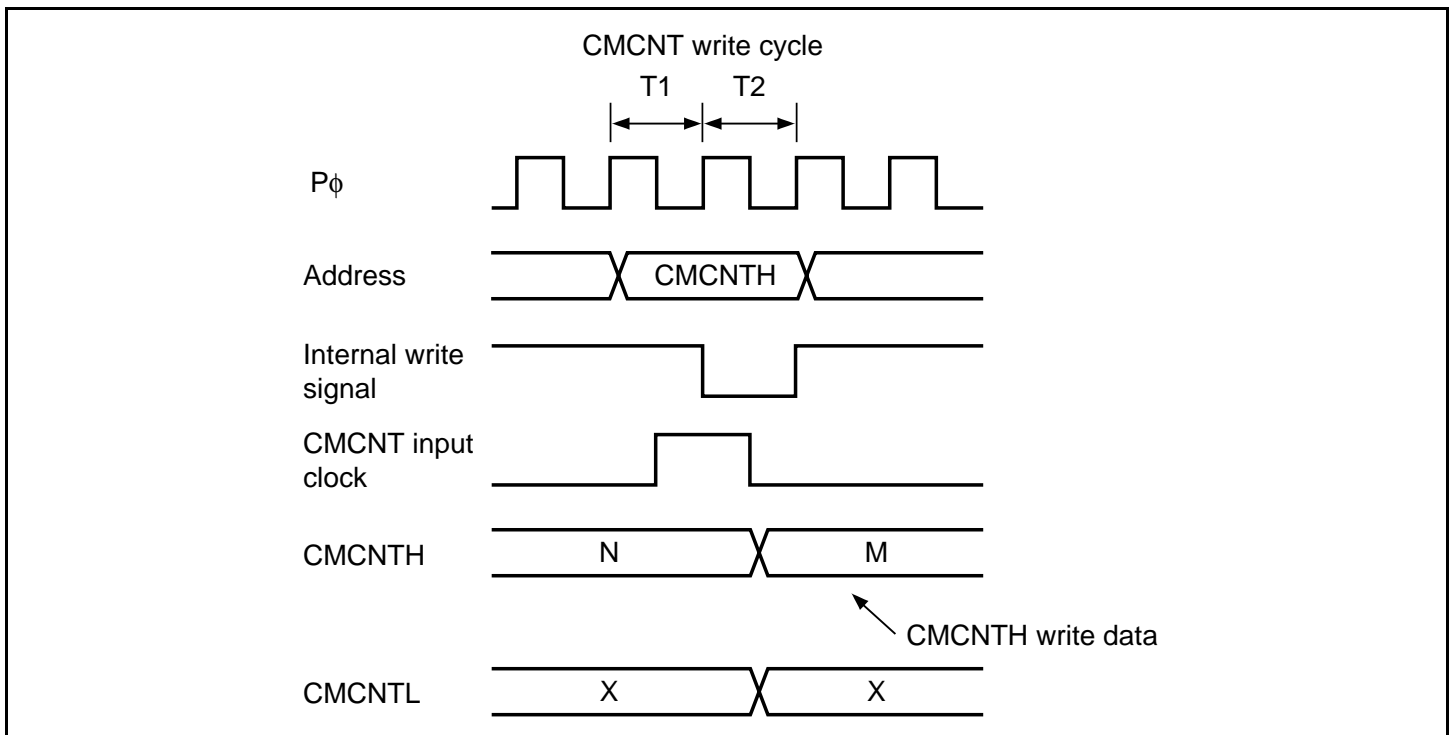 CMCNT write cycle
T1 T2
Pϕ
Address CMCNTH
Internal write
signal
CMCNT input
clock
CMCNTH N M
CMCNTH write data
CMCNTL X X